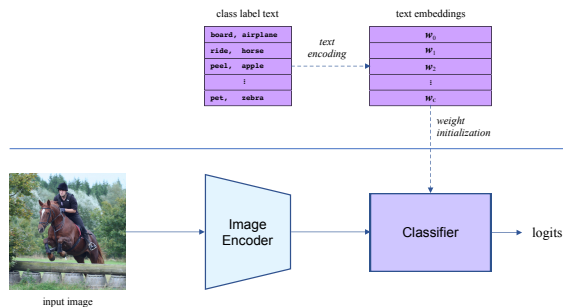 class label text
text embeddings
board, airplane
ride, horse
peel, apple
⋮
pet, zebra
text
encoding
w₀
w₁
w₂
⋮
w_C
weight
initialization
Image
Encoder
Classifier
logits
input image